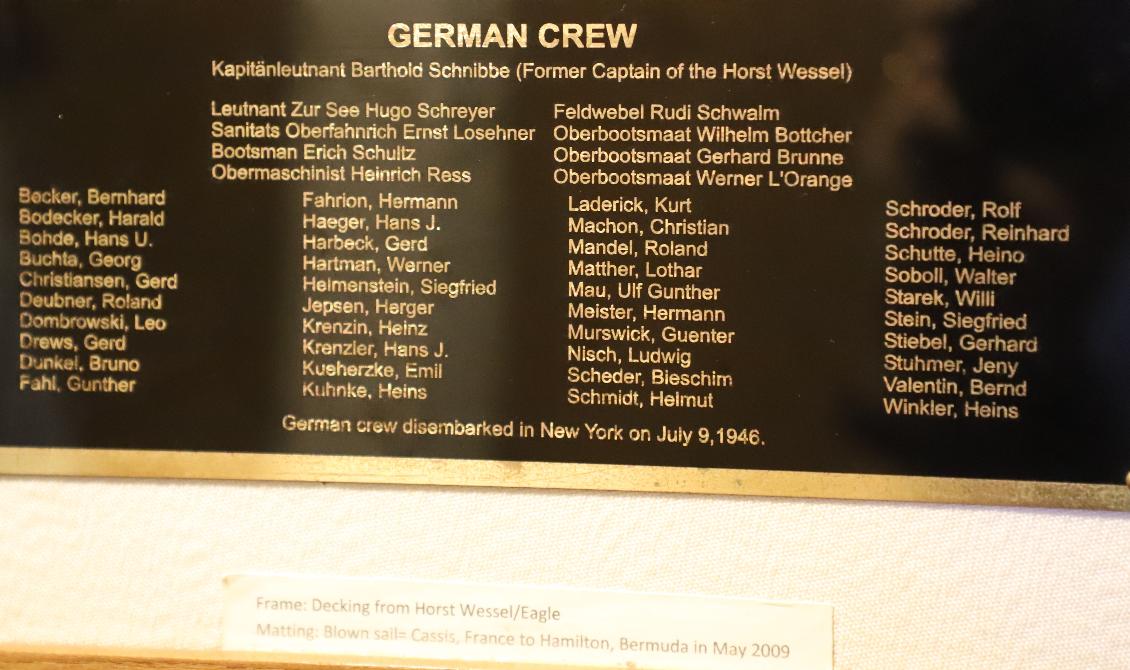 GERMAN CREW
Kapitänleutnant Barthold Schnibbe (Former Captain of the Horst Wessel)
Leutnant Zur See Hugo Schreyer
Sanitats Oberfahnrich Ernst Losehner
Bootsman Erich Schultz
Obermaschinist Heinrich Ress
Feldwebel Rudi Schwalm
Oberbootsmaat Wilhelm Bottcher
Oberbootsmaat Gerhard Brunne
Oberbootsmaat Werner L'Orange
Becker, Bernhard
Bodecker, Harald
Bohde, Hans U.
Buchta, Georg
Christiansen, Gerd
Deubner, Roland
Dombrowski, Leo
Drews, Gerd
Dunkel, Bruno
Fahl, Gunther
Fahrion, Hermann
Haeger, Hans J.
Harbeck, Gerd
Hartman, Werner
Helmenstein, Siegfried
Jepsen, Herger
Krenzin, Heinz
Krenzler, Hans J.
Kueherzke, Emil
Kuhnke, Heins
Laderick, Kurt
Machon, Christian
Mandel, Roland
Matther, Lothar
Mau, Ulf Gunther
Meister, Hermann
Murswick, Guenter
Nisch, Ludwig
Scheder, Bieschim
Schmidt, Helmut
Schroder, Rolf
Schroder, Reinhard
Schutte, Heino
Soboll, Walter
Starek, Willi
Stein, Siegfried
Stiebel, Gerhard
Stuhmer, Jeny
Valentin, Bernd
Winkler, Heins
German crew disembarked in New York on July 9,1946.
Frame: Decking from Horst Wessel/Eagle
Matting: Blown sail= Cassis, France to Hamilton, Bermuda in May 2009